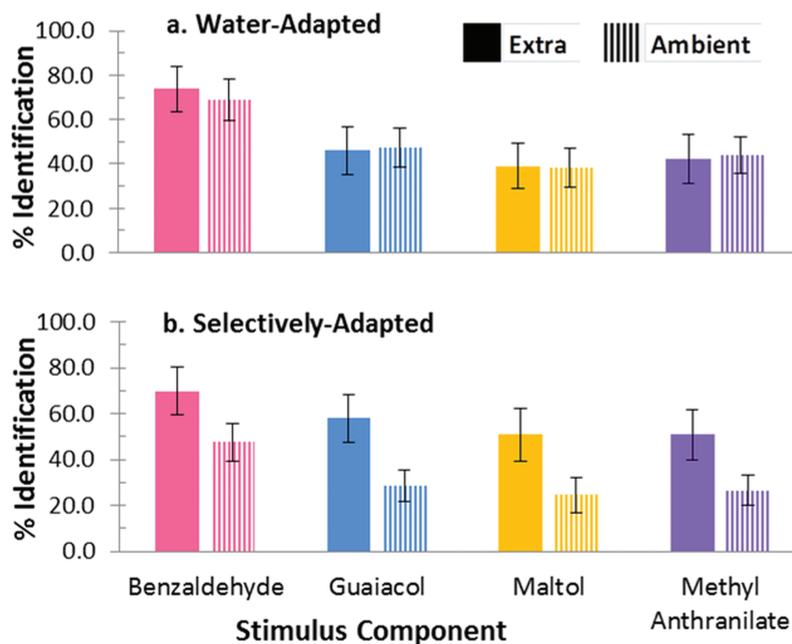 a. Water-Adapted
Extra
Ambient
% Identification
100.0
80.0
60.0
40.0
20.0
0.0
b. Selectively-Adapted
% Identification
100.0
80.0
60.0
40.0
20.0
0.0
Benzaldehyde Guaiacol Maltol Methyl
Anthranilate
Stimulus Component